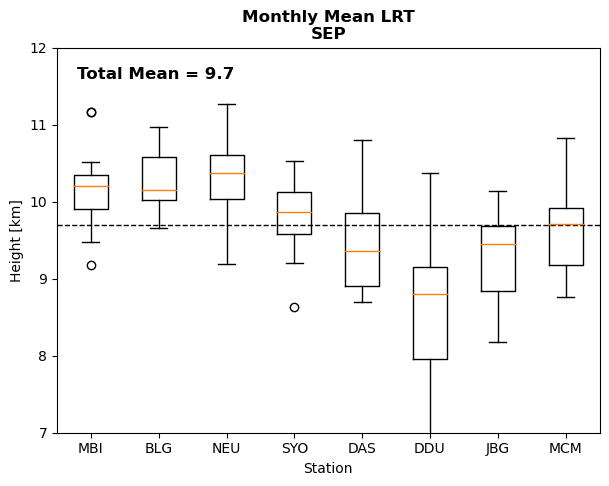 Monthly Mean LRT
SEP
Total Mean = 9.7
Height [km]
12
11
10
9
8
7
MBI BLG NEU SYO DAS DDU JBG MCM
Station